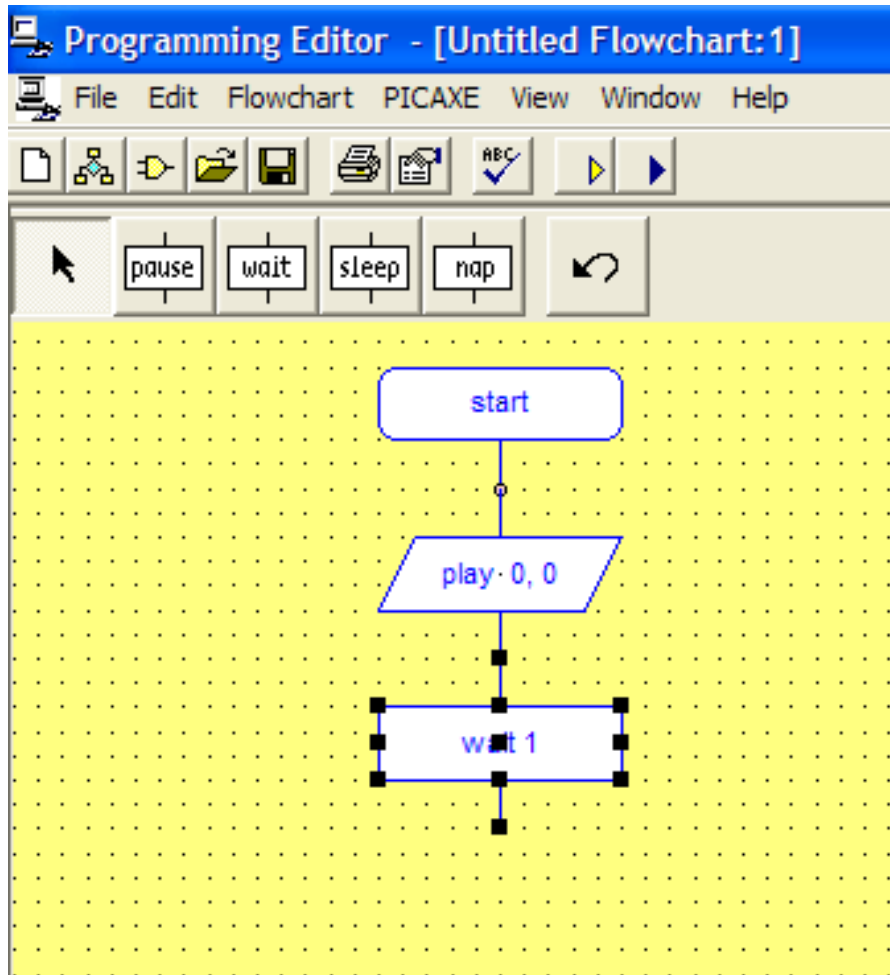 Programming Editor - [Untitled Flowchart:1]
File Edit Flowchart PICAXE View Window Help
ABC
pause wait sleep nap
start
play 0, 0
wait 1